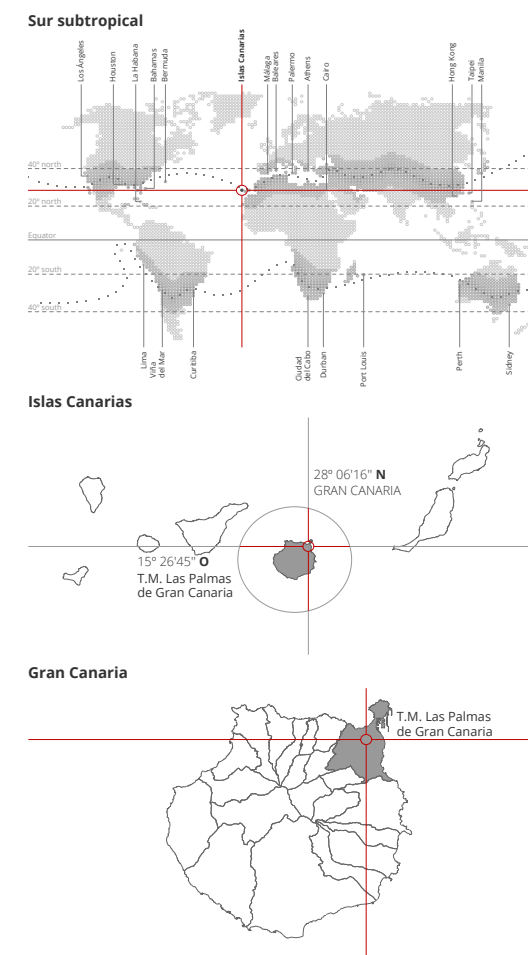 Sur subtropical
Los Ángeles
Houston
La Habana
Bahamas
Bermuda
Islas Canarias
Málaga
Baleares
Palermo
Athens
Cairo
Hong Kong
Taipei
Manila
40º north
20º north
Equator
20º south
40º south
Lima
Viña
del Mar
Curitiba
Ciudad
del Cabo
Durban
Port Louis
Perth
Sidney
Islas Canarias
28º 06'16" N
GRAN CANARIA
15º 26'45" O
T.M. Las Palmas
de Gran Canaria
Gran Canaria
T.M. Las Palmas
de Gran Canaria